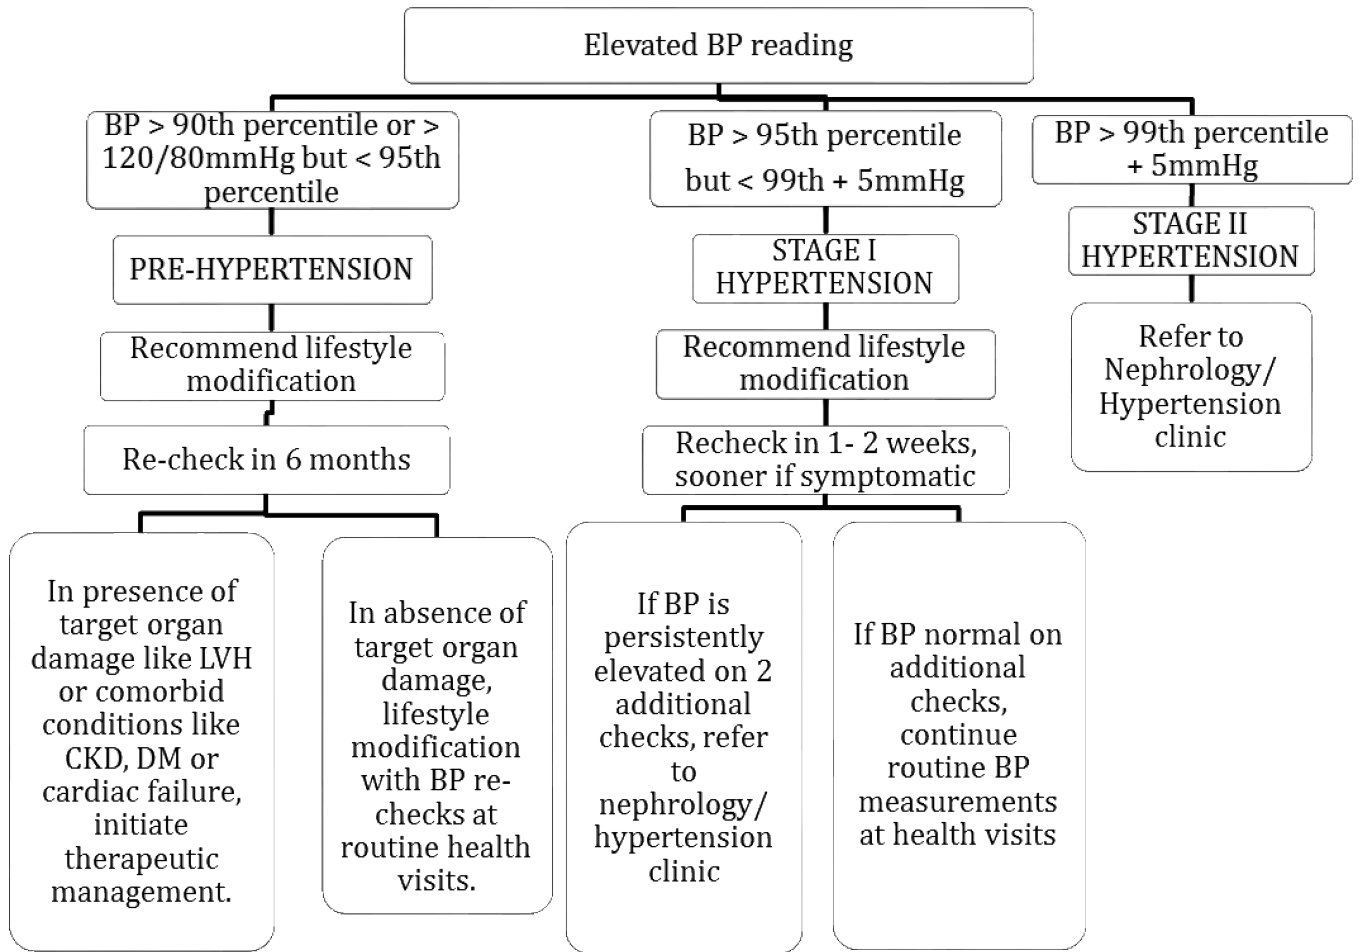 Elevated BP reading
BP > 90th percentile or >
120/80mmHg but < 95th
percentile
BP > 95th percentile
but < 99th + 5mmHg
BP > 99th percentile
+ 5mmHg
PRE-HYPERTENSION
STAGE I
HYPERTENSION
STAGE II
HYPERTENSION
Recommend lifestyle
modification
Recommend lifestyle
modification
Refer to
Nephrology/
Hypertension
clinic
Re-check in 6 months
Recheck in 1- 2 weeks,
sooner if symptomatic
In presence of
target organ
damage like LVH
or comorbid
conditions like
CKD, DM or
cardiac failure,
initiate
therapeutic
management.
In absence of
target organ
damage,
lifestyle
modification
with BP re-
checks at
routine health
visits.
If BP is
persistently
elevated on 2
additional
checks, refer
to
nephrology/
hypertension
clinic
If BP normal on
additional
checks,
continue
routine BP
measurements
at health visits